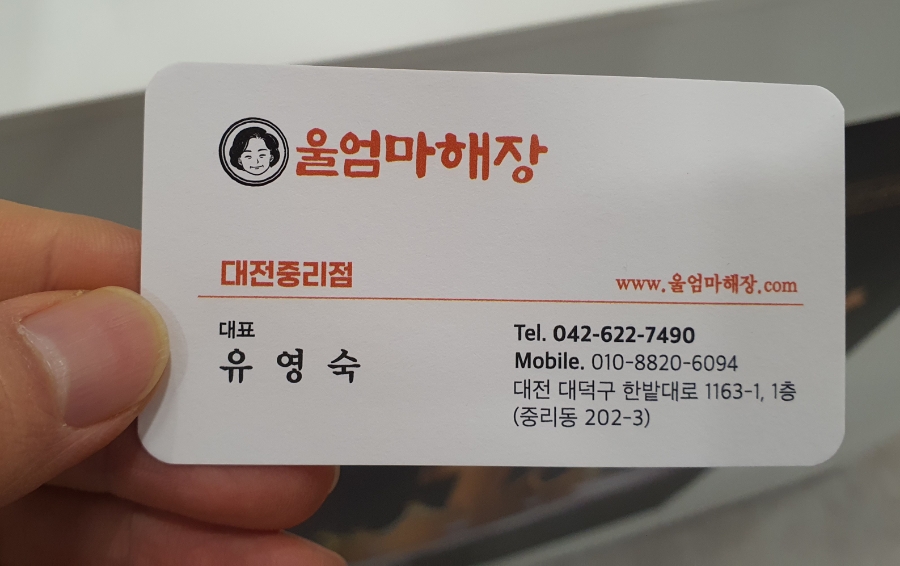 울엄마해장
대전중리점
www.울엄마해장.com
대표
유영숙
Tel. 042-622-7490
Mobile. 010-8820-6094
대전 대덕구 한밭대로 1163-1, 1층
(중리동 202-3)